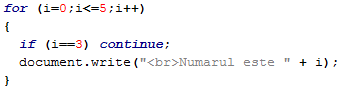 for (i=0;i<=5;i++)
{
if (i==3) continue;
document.write("<br>Numarul este " + i);
}